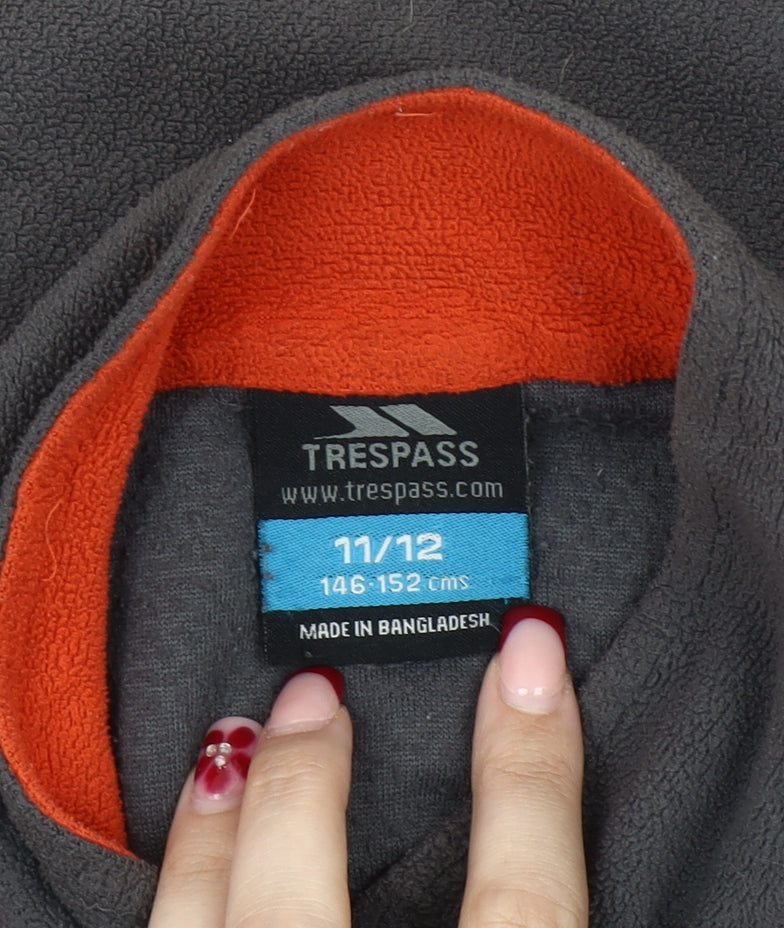 TRESPASS
www.trespass.com
11/12
146-152 cms
MADE IN BANGLADESH